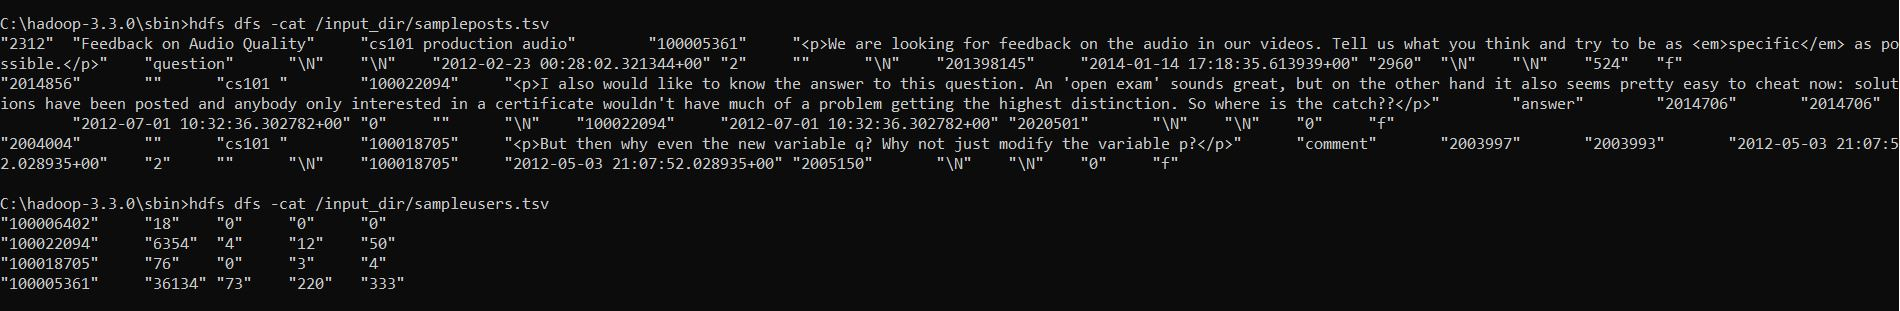 C:\hadoop-3.3.0\sbin>hdfs dfs -cat /input_dir/sampleposts.tsv
"2312"  "Feedback on Audio Quality"      "cs101 production audio"          "100005361"      "<p>We are looking for feedback on the audio in our videos. Tell us what you think and try to be as <em>specific</em> as po
ssible.</p>"     "question"       "\N"    "\N"    "2012-02-23 00:28:02.321344+00" "2"     ""      "\N"    "201398145"      "2014-01-14 17:18:35.613939+00" "2960"  "\N"    "\N"    "524"   "f"
"2014856"       ""      "cs101 "        "100022094"     "<p>I also would like to know the answer to this question. An 'open exam' sounds great, but on the other hand it also seems pretty easy to cheat now: solut
ions have been posted and anybody only interested in a certificate wouldn't have much of a problem getting the highest distinction. So where is the catch??</p>"        "answer"        "2014706"       "2014706"
        "2012-07-01 10:32:36.302782+00" "0"     ""      "\N"    "100022094"     "2012-07-01 10:32:36.302782+00" "2020501"       "\N"    "\N"    "0"     "f"
"2004004"       ""      "cs101 "        "100018705"     "<p>But then why even the new variable q? Why not just modify the variable p?</p>"      "comment"       "2003997"       "2003993"       "2012-05-03 21:07:5
2.028935+00"    "2"     ""      "\N"    "100018705"     "2012-05-03 21:07:52.028935+00" "2005150"       "\N"    "\N"    "0"     "f"
C:\hadoop-3.3.0\sbin>hdfs dfs -cat /input_dir/sampleusers.tsv
"100006402"     "18"    "0"     "0"     "0"
"100022094"     "6354"  "4"     "12"    "50"
"100018705"     "76"    "0"     "3"     "4"
"100005361"     "36134" "73"    "220"   "333"